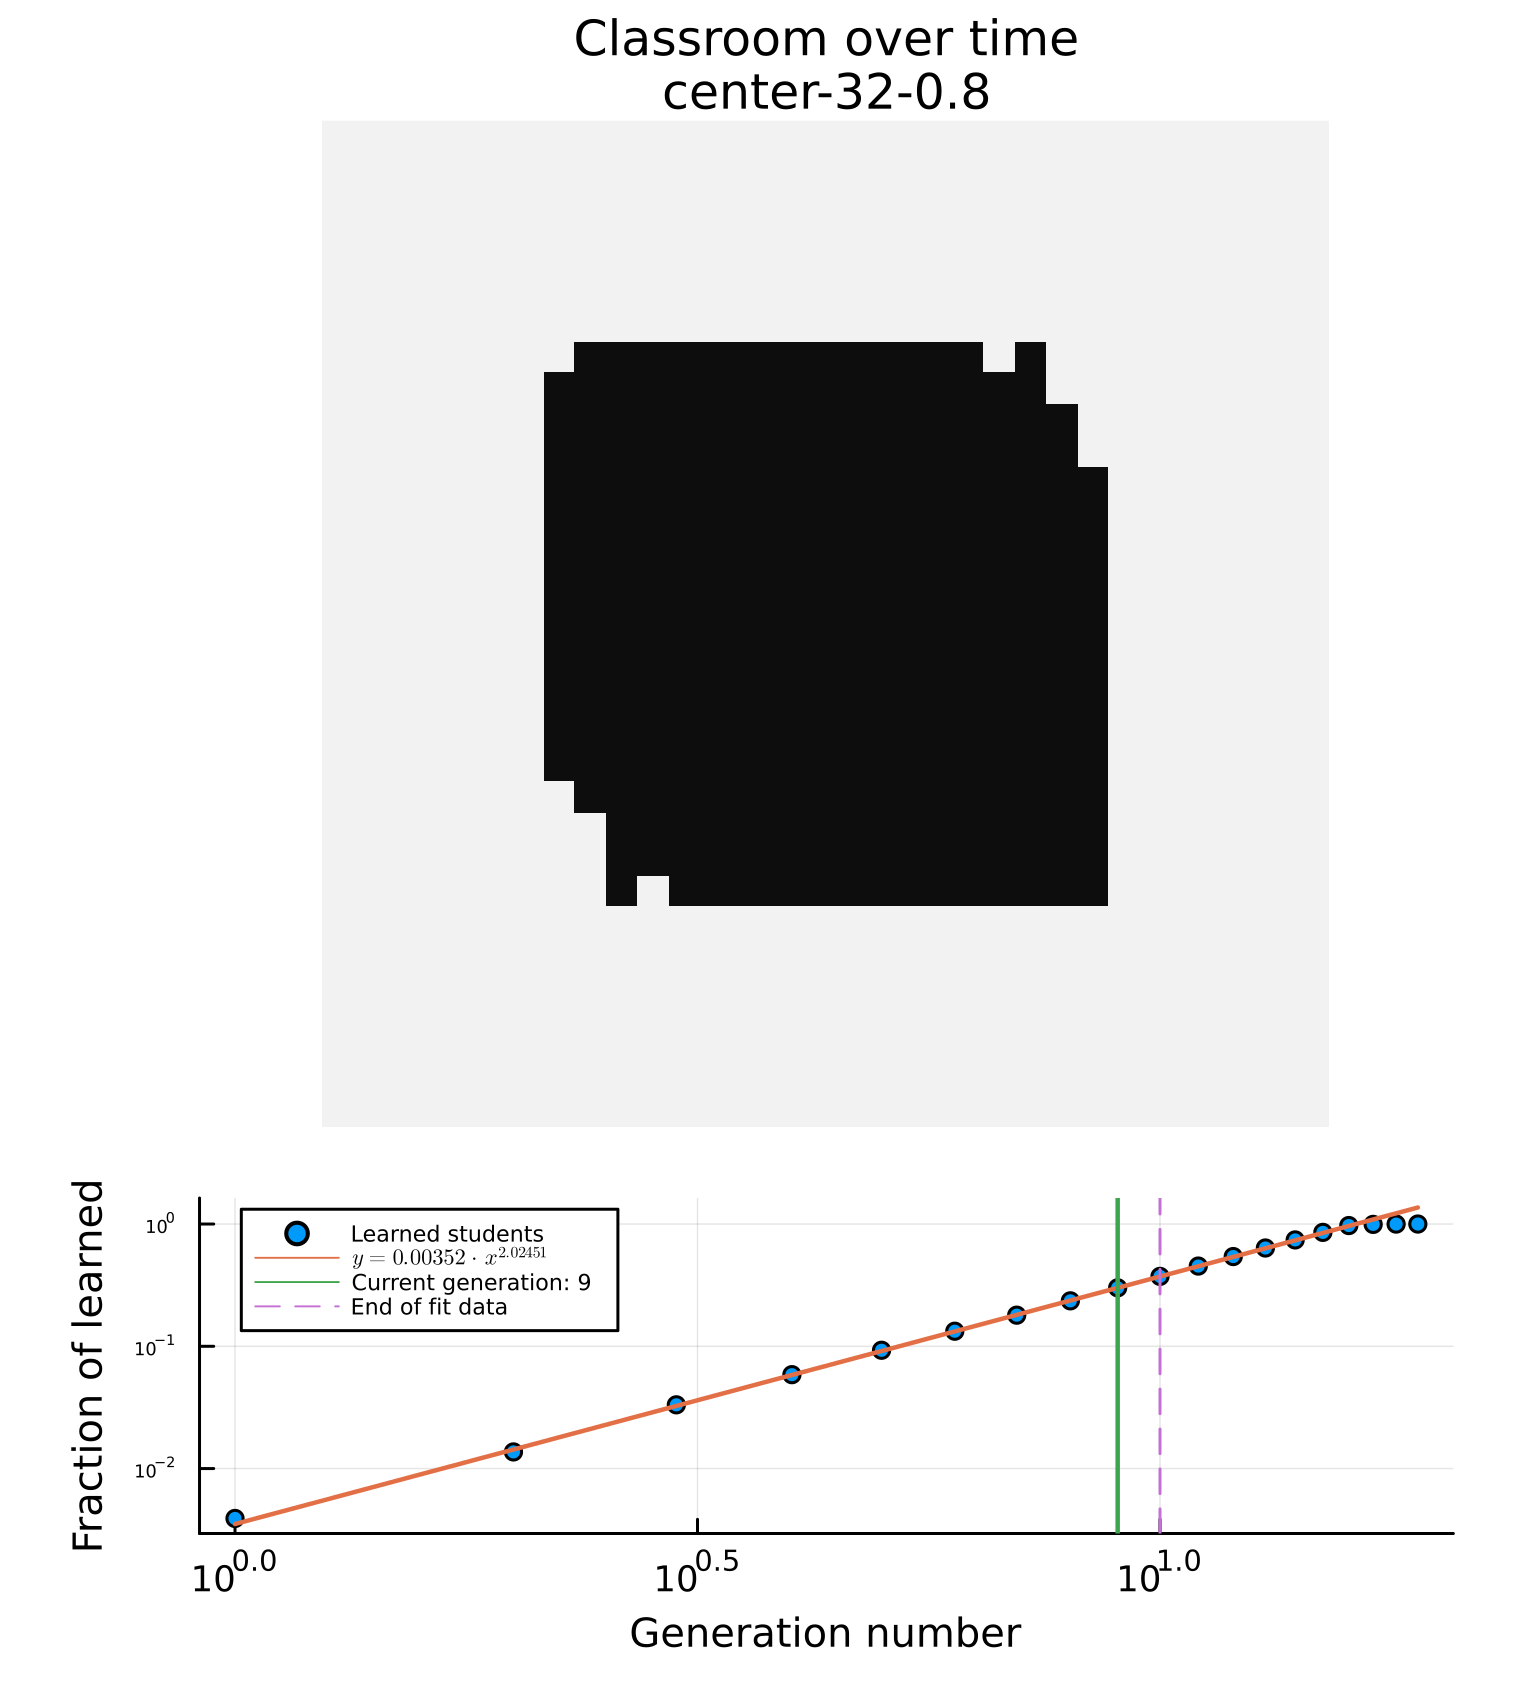 Classroom over time
center-32-0.8
Fraction of learned
10^0
10^-1
10^-2
Learned students
y = 0.00352 · x^2.02451
Current generation: 9
End of fit data
10^0.0
10^0.5
10^1.0
Generation number